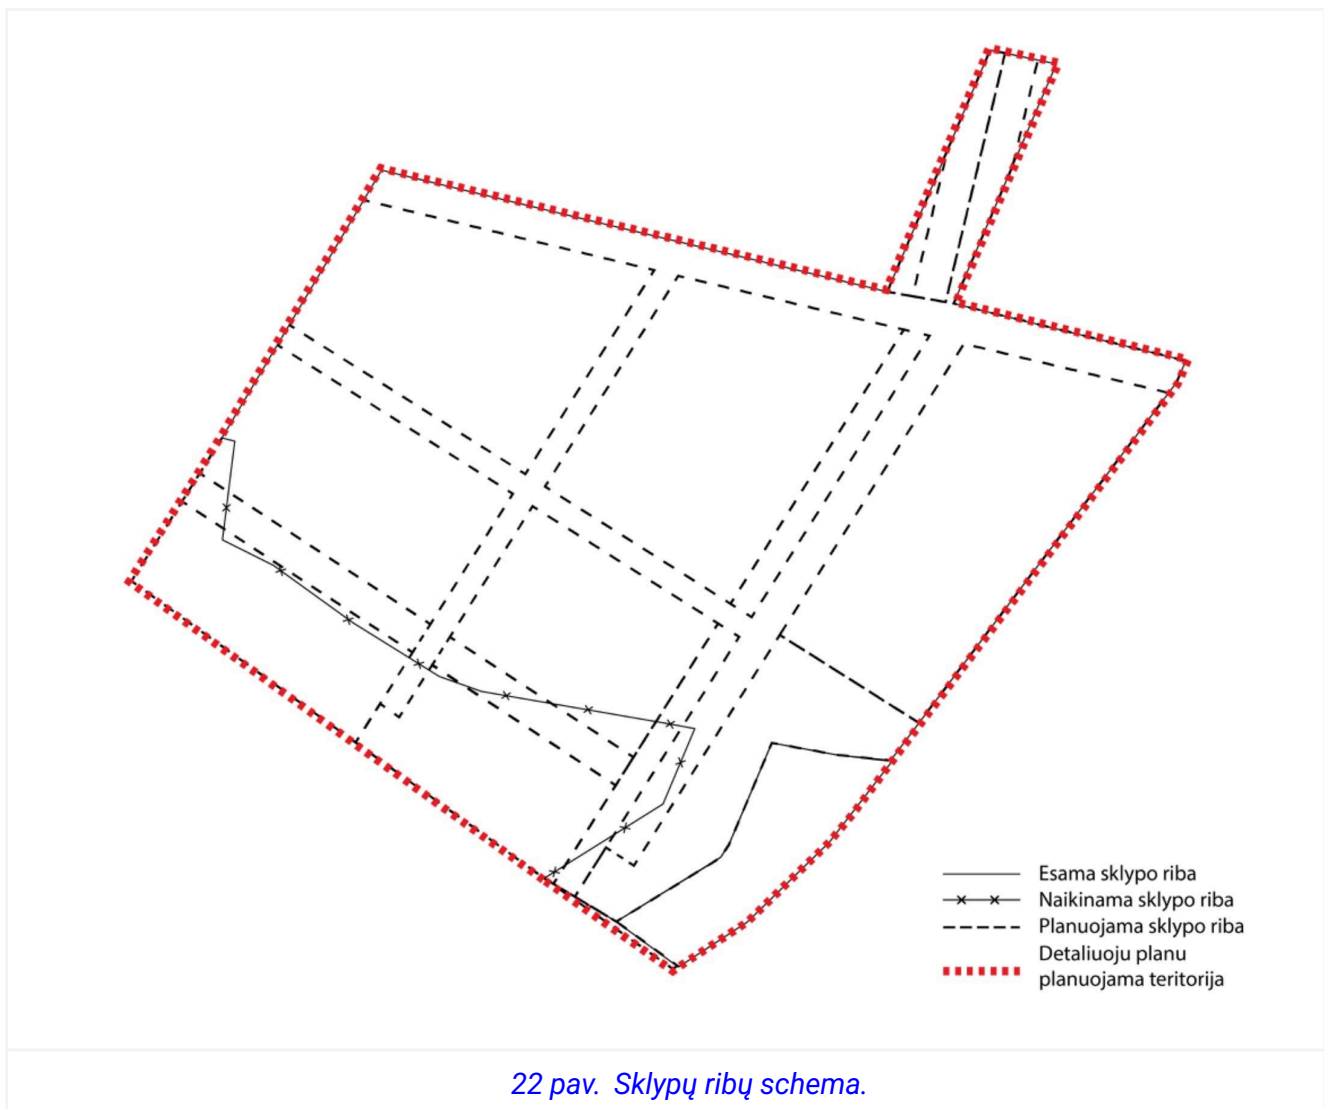 Esama sklypo riba
Naikinama sklypo riba
Planuojama sklypo riba
Detaliuoju planu
planuojama teritorija
22 pav. Sklypų ribų schema.